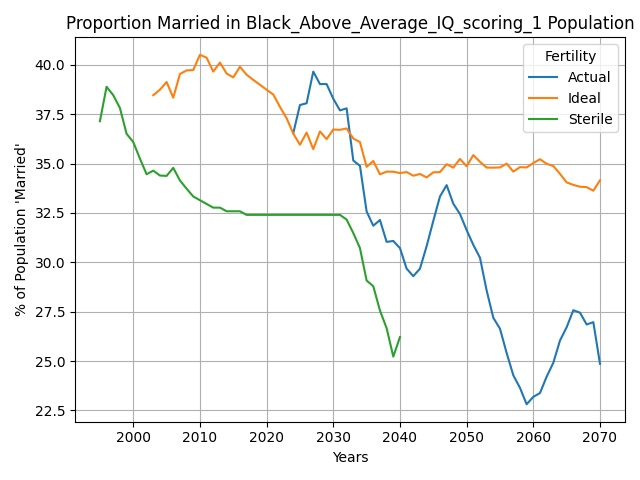 Proportion Married in Black_Above_Average_IQ_scoring_1 Population
% of Population 'Married'
40.0
37.5
35.0
32.5
30.0
27.5
25.0
22.5
Fertility
Actual
Ideal
Sterile
2000 2010 2020 2030 2040 2050 2060 2070
Years